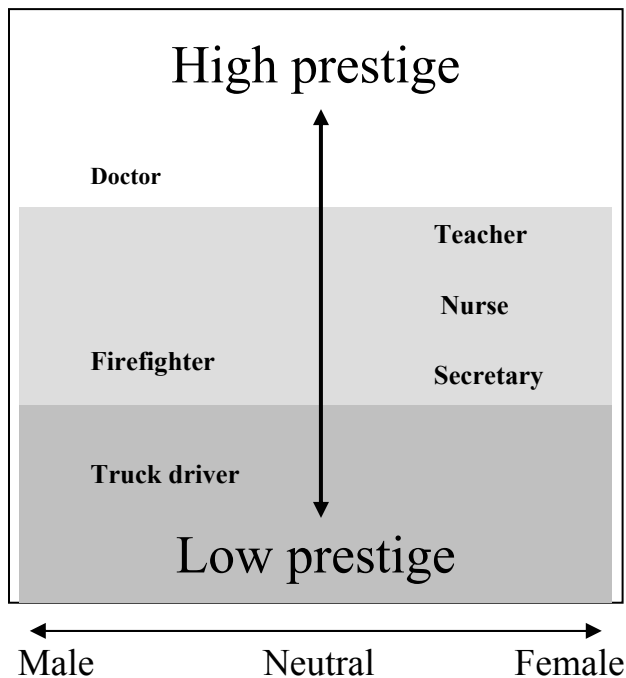 High prestige
Doctor
Teacher
Nurse
Firefighter
Secretary
Truck driver
Low prestige
Male Neutral Female